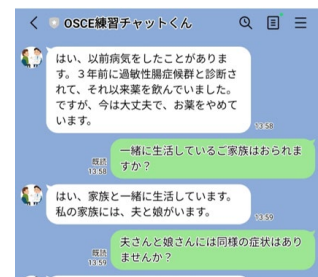 OSCE練習チャットくん
はい、以前病気をしたことがありま
す。3年前に過敏性腸症候群と診断さ
れて、それ以来薬を飲んでいました。
ですが、今は大丈夫で、お薬をやめて
います。
13:58
一緒に生活しているご家族はおられま
すか？
既読
13:58
はい、家族と一緒に生活しています。
私の家族には、夫と娘がいます。
13:59
夫さんと娘さんには同様の症状はあり
ませんか？
既読
13:59